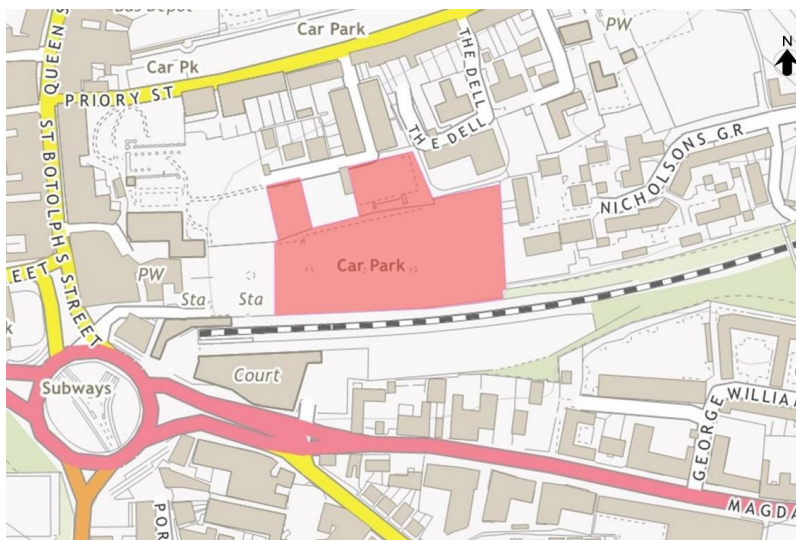 Bus Depot
QUEEN S
Car Park
PW
N
Car Pk
PRIORY ST
THE DELL
THE DELL
ST BOTOLPHS STREET
NICHOLSONS GR
Car Park
EET
PW
Sta
Sta
k
Court
Subways
GEORGE
WILLIA
POR
MAGDA